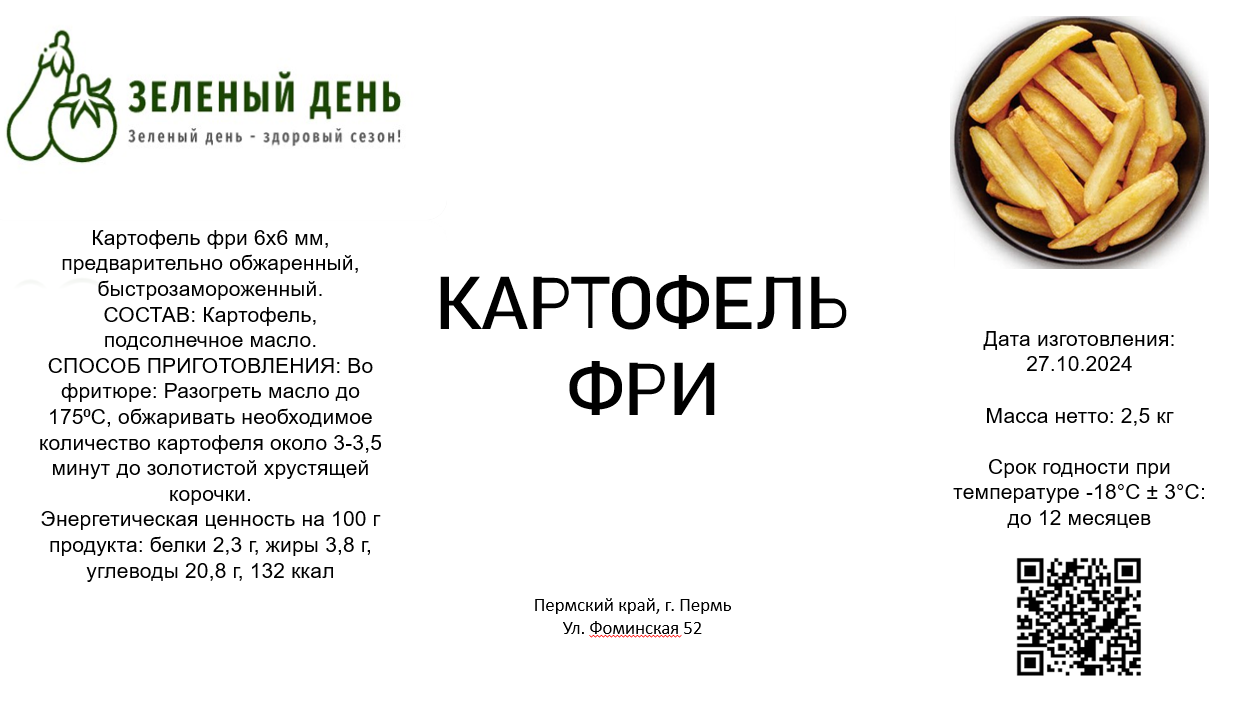 ЗЕЛЕНЫЙ ДЕНЬ
Зеленый день - здоровый сезон!
Картофель фри 6х6 мм,
предварительно обжаренный,
быстрозамороженный.
СОСТАВ: Картофель,
подсолнечное масло.
СПОСОБ ПРИГОТОВЛЕНИЯ: Во
фритюре: Разогреть масло до
175ºС, обжаривать необходимое
количество картофеля около 3-3,5
минут до золотистой хрустящей
корочки.
Энергетическая ценность на 100 г
продукта: белки 2,3 г, жиры 3,8 г,
углеводы 20,8 г, 132 ккал
КАРТОФЕЛЬ
ФРИ
Пермский край, г. Пермь
Ул. Фоминская 52
Дата изготовления:
27.10.2024
Масса нетто: 2,5 кг
Срок годности при
температуре -18°С ± 3°С:
до 12 месяцев